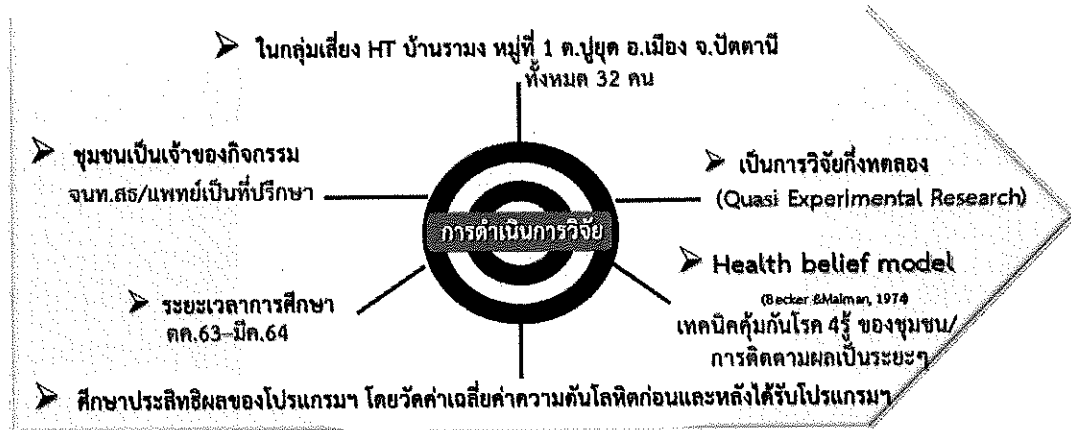 ➢ ในกลุ่มเสี่ยง HT บ้านรามง หมู่ที่ 1 ต.ปูยุด อ.เมือง จ.ปัตตานี
ทั้งหมด 32 คน
➢ ชุมชนเป็นเจ้าของกิจกรรม
จนท.สธ/แพทย์เป็นที่ปรึกษา
➢ เป็นการวิจัยกึ่งทดลอง
(Quasi Experimental Research)
การดำเนินการวิจัย
➢ Health belief model
(Becker &Maiman, 1974)
เทคนิคคุ้มกันโรค 4รู้ ของชุมชน/
การติดตามผลเป็นระยะๆ
➢ ระยะเวลาการศึกษา
ตค.63–มีค.64
➢ ศึกษาประสิทธิผลของโปรแกรมฯ โดยวัดค่าเฉลี่ยค่าความดันโลหิตก่อนและหลังได้รับโปรแกรมฯ